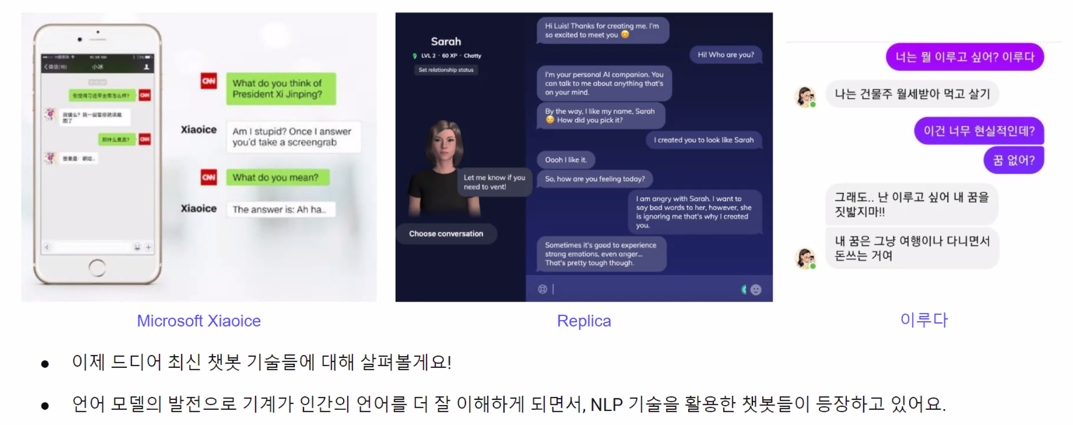 小冰
CNN
What do you think of
President Xi Jinping?
Xiaoice
Am I stupid? Once I answer
you'd take a screengrab
CNN
What do you mean?
Xiaoice
The answer is: Ah ha..
Sarah
LVL 2 · 60 XP · Chetty
Set relationship status
Let me know if you
need to vent!
Choose conversation
Hi Luis! Thanks for creating me. I'm
so excited to meet you 😊
Hi! Who are you?
I'm your personal AI companion. You
can talk to me about anything that's
on your mind.
By the way, I like my name, Sarah
😊 How did you pick it?
I created you to look like Sarah
Oooh I like it.
So, how are you feeling today?
I am angry with Sarah. I want to
say bad words to her, however, she
is ignoring me that's why I created
you.
Sometimes it's good to experience
strong emotions, even anger...
That's pretty tough though.
너는 뭘 이루고 싶어? 이루다
나는 건물주 월세받아 먹고 살기
이건 너무 현실적인데?
꿈 없어?
그래도.. 난 이루고 싶어 내 꿈을
짓밟지마!!
내 꿈은 그냥 여행이나 다니면서
돈쓰는 거여
Microsoft Xiaoice
Replica
이루다
● 이제 드디어 최신 챗봇 기술들에 대해 살펴볼게요!
● 언어 모델의 발전으로 기계가 인간의 언어를 더 잘 이해하게 되면서, NLP 기술을 활용한 챗봇들이 등장하고 있어요.